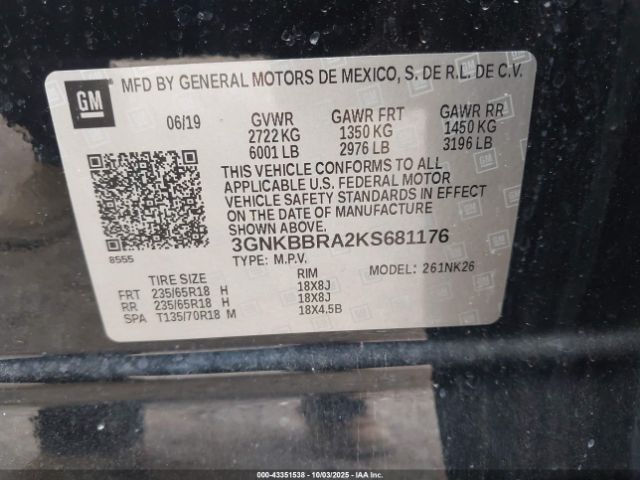 MFD BY GENERAL MOTORS DE MEXICO, S. DE R.L. DE C.V.
GM
06/19 GVWR GAWR FRT GAWR RR
2722 KG 1350 KG 1450 KG
6001 LB 2976 LB 3196 LB
THIS VEHICLE CONFORMS TO ALL
APPLICABLE U.S. FEDERAL MOTOR
VEHICLE SAFETY STANDARDS IN EFFECT
ON THE DATE OF MANUFACTURE
SHOWN ABOVE.
3GNKBBRA2KS681176
8555
TYPE: M.P.V. MODEL: 261NK26
TIRE SIZE RIM
FRT 235/65R18 H 18X8J
RR 235/65R18 H 18X8J
SPA T135/70R18 M 18X4.5B
000-43351538 - 10/03/2025 - IAAI.COM